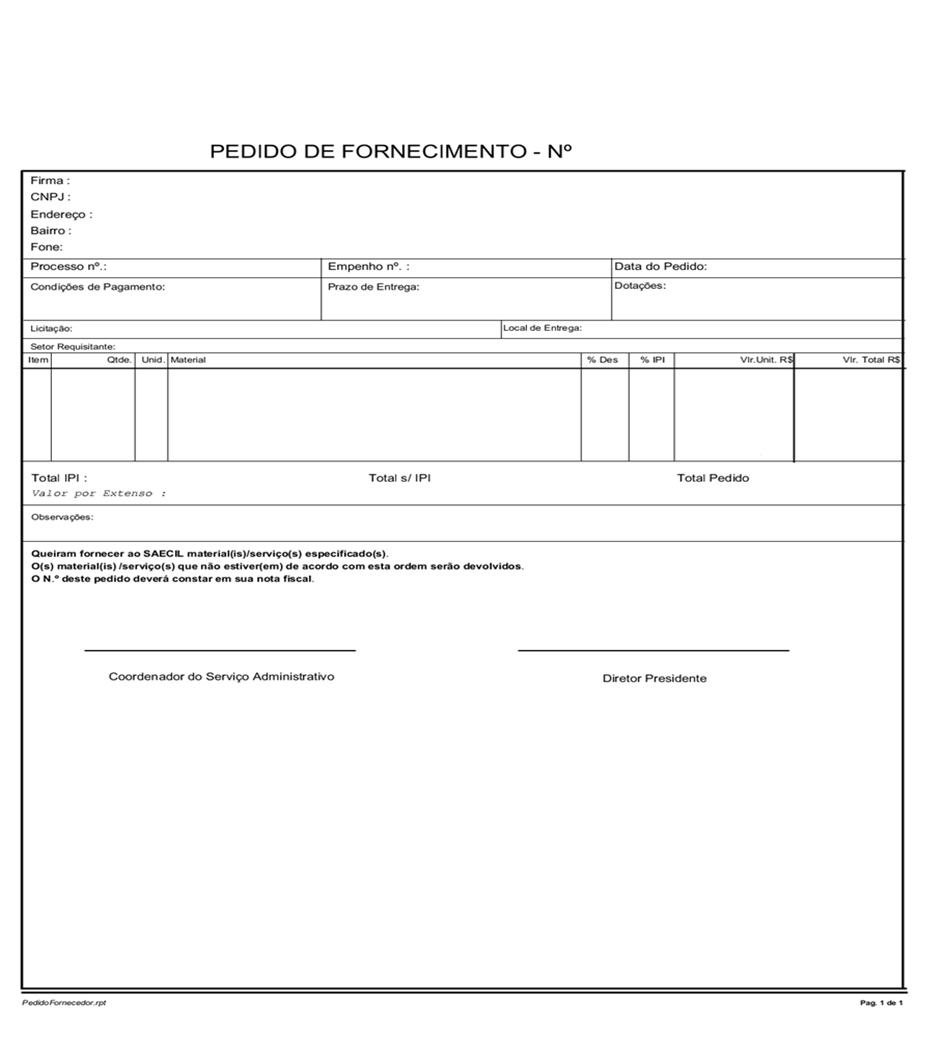 PEDIDO DE FORNECIMENTO - Nº
Firma :
CNPJ :
Endereço :
Bairro :
Fone:
Processo nº.: Empenho nº. : Data do Pedido:
Condições de Pagamento: Prazo de Entrega: Dotações:
Licitação: Local de Entrega:
Setor Requisitante:
Item Qtde. Unid. Material % Des % IPI Vlr.Unit. R$ Vlr. Total R$
Total IPI : Total s/ IPI Total Pedido
Valor por Extenso :
Observações:
Queiram fornecer ao SAECIL material(is)/serviço(s) especificado(s).
O(s) material(is) /serviço(s) que não estiver(em) de acordo com esta ordem serão devolvidos.
O N.º deste pedido deverá constar em sua nota fiscal.
Coordenador do Serviço Administrativo Diretor Presidente
PedidoFornecedor.rpt Pag. 1 de 1